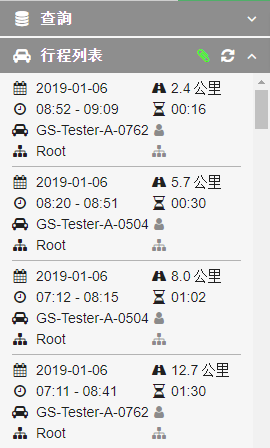 查詢
行程列表
2019-01-06 2.4 公里
08:52 - 09:09 00:16
GS-Tester-A-0762
Root
2019-01-06 5.7 公里
08:20 - 08:51 00:30
GS-Tester-A-0504
Root
2019-01-06 8.0 公里
07:12 - 08:15 01:02
GS-Tester-A-0504
Root
2019-01-06 12.7 公里
07:11 - 08:41 01:30
GS-Tester-A-0762
Root